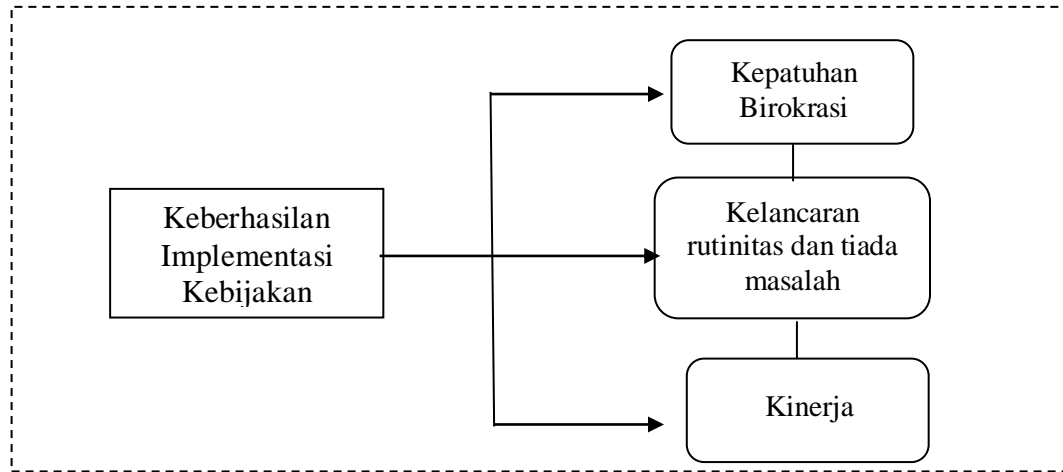 Kepatuhan
Birokrasi
Keberhasilan
Implementasi
Kebijakan
Kelancaran
rutinitas dan tiada
masalah
Kinerja